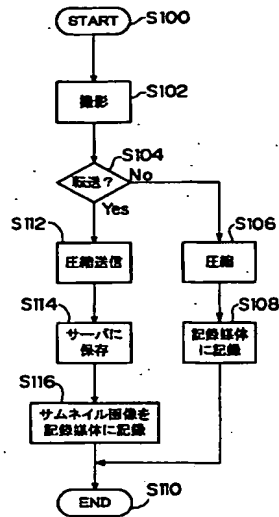 START
S100
撮影
S102
S104
転送?
No
Yes
S112
圧縮送信
S106
圧縮
S114
サーバに
保存
S108
記録媒体
に記録
S116
サムネイル画像を
記録媒体に記録
END
S110